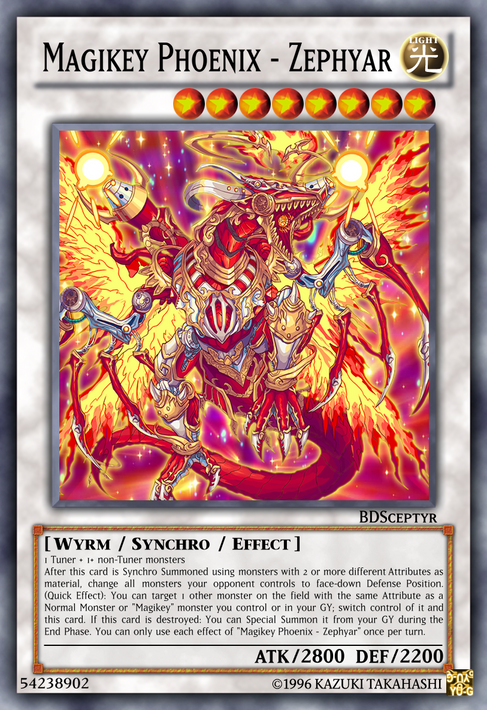 MAGIKEY PHOENIX - ZEPHYAR
LIGHT
光
BDSCEPTYR
[ WYRM / SYNCHRO / EFFECT ]
1 Tuner + 1+ non-Tuner monsters
After this card is Synchro Summoned using monsters with 2 or more different Attributes as
material, change all monsters your opponent controls to face-down Defense Position.
(Quick Effect): You can target 1 other monster on the field with the same Attribute as a
Normal Monster or "Magikey" monster you control or in your GY; switch control of it and
this card. If this card is destroyed: You can Special Summon it from your GY during the
End Phase. You can only use each effect of "Magikey Phoenix - Zephyar" once per turn.
ATK/2800 DEF/2200
54238902
©1996 KAZUKI TAKAHASHI